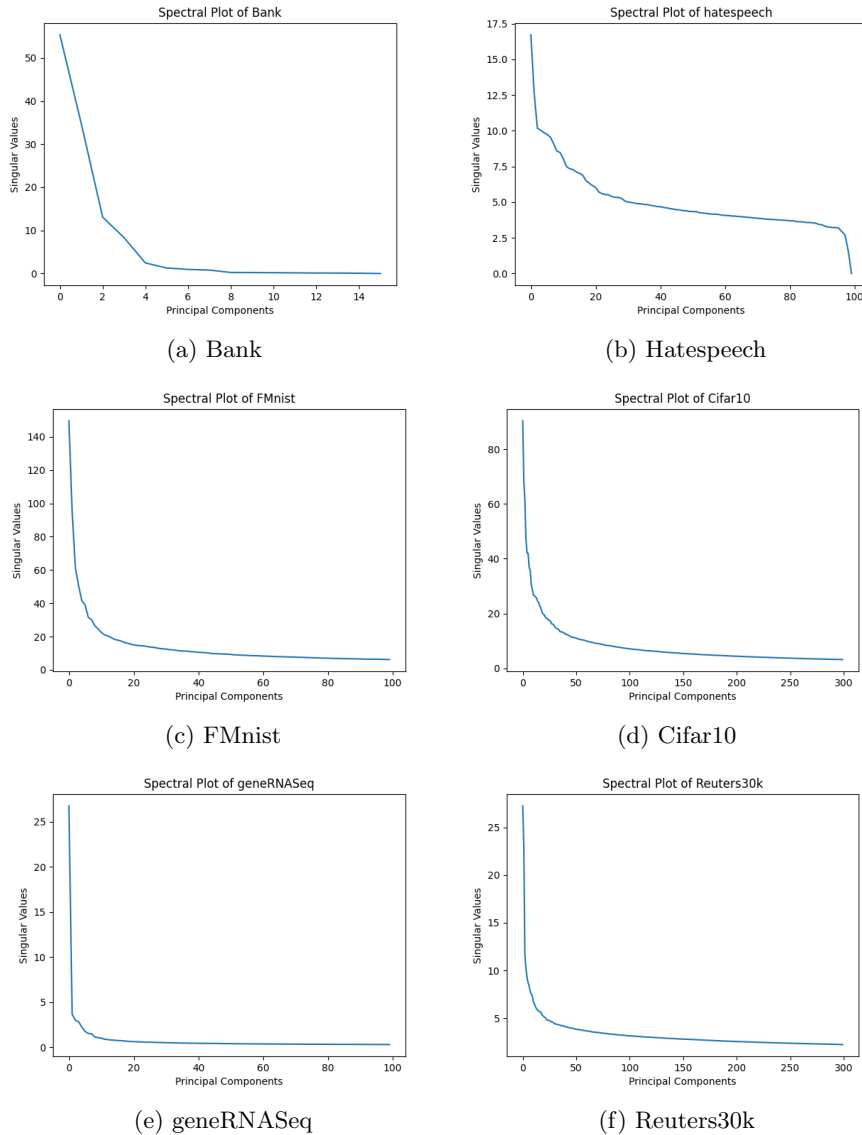 Spectral Plot of Bank
Singular Values
50
40
30
20
10
0
0 2 4 6 8 10 12 14
Principal Components
(a) Bank
Spectral Plot of hatespeech
Singular Values
17.5
15.0
12.5
10.0
7.5
5.0
2.5
0.0
0 20 40 60 80 100
Principal Components
(b) Hatespeech
Spectral Plot of FMnist
Singular Values
140
120
100
80
60
40
20
0
0 20 40 60 80 100
Principal Components
(c) FMnist
Spectral Plot of Cifar10
Singular Values
80
60
40
20
0
0 50 100 150 200 250 300
Principal Components
(d) Cifar10
Spectral Plot of geneRNASeq
Singular Values
25
20
15
10
5
0
0 20 40 60 80 100
Principal Components
(e) geneRNASeq
Spectral Plot of Reuters30k
Singular Values
25
20
15
10
5
0 50 100 150 200 250 300
Principal Components
(f) Reuters30k